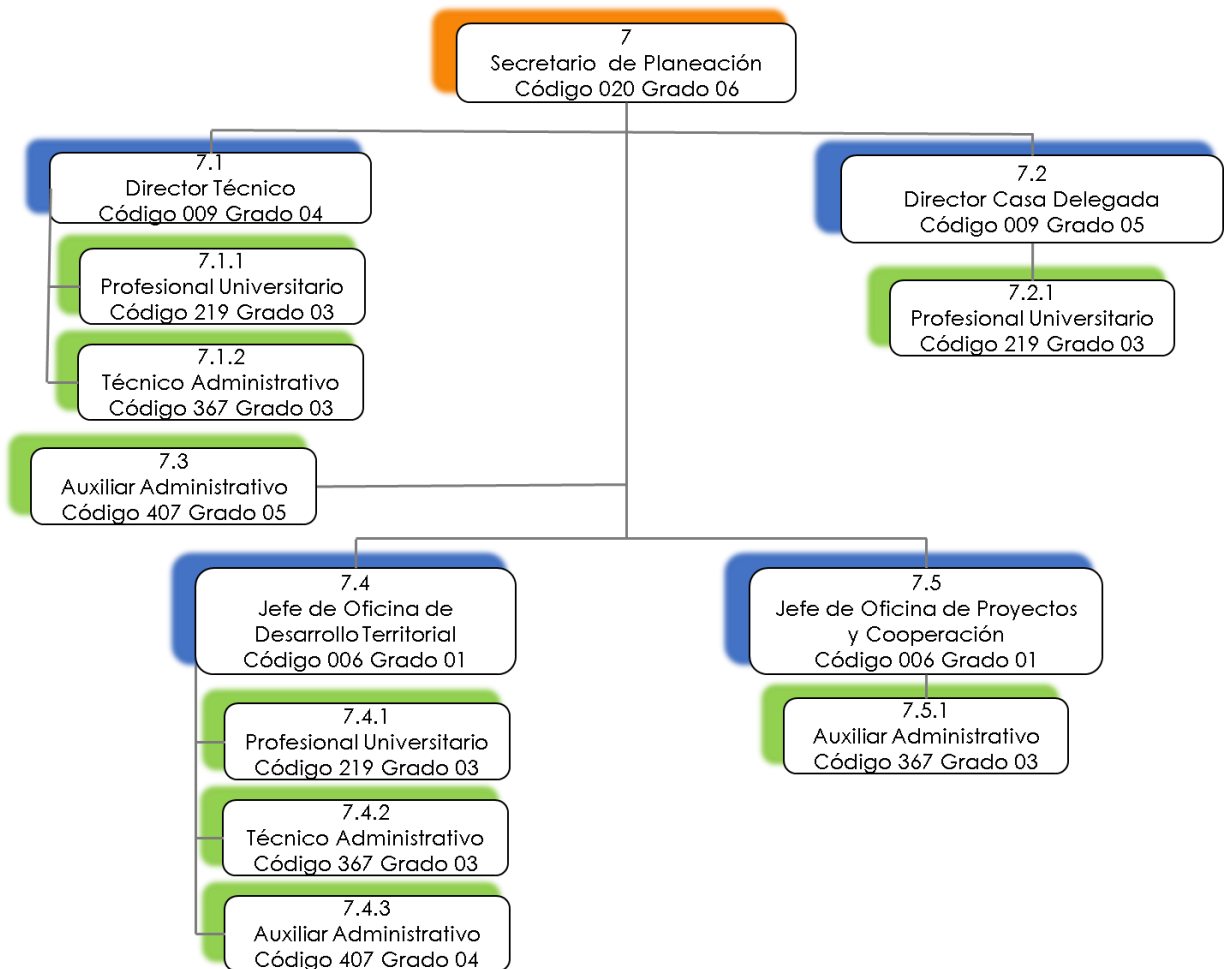 7
Secretario de Planeación
Código 020 Grado 06
7.1
Director Técnico
Código 009 Grado 04
7.2
Director Casa Delegada
Código 009 Grado 05
7.1.1
Profesional Universitario
Código 219 Grado 03
7.2.1
Profesional Universitario
Código 219 Grado 03
7.1.2
Técnico Administrativo
Código 367 Grado 03
7.3
Auxiliar Administrativo
Código 407 Grado 05
7.4
Jefe de Oficina de
Desarrollo Territorial
Código 006 Grado 01
7.5
Jefe de Oficina de Proyectos
y Cooperación
Código 006 Grado 01
7.4.1
Profesional Universitario
Código 219 Grado 03
7.5.1
Auxiliar Administrativo
Código 367 Grado 03
7.4.2
Técnico Administrativo
Código 367 Grado 03
7.4.3
Auxiliar Administrativo
Código 407 Grado 04